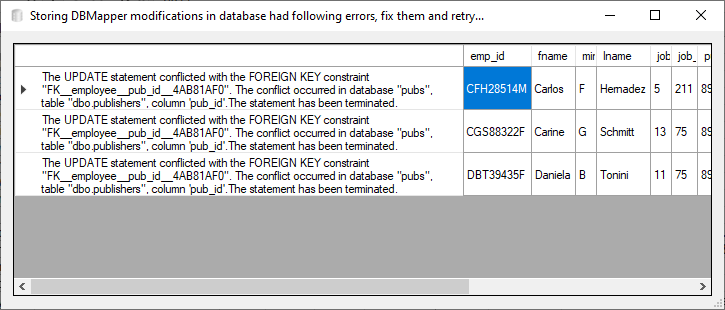 Storing DBMapper modifications in database had following errors, fix them and retry...
emp_id fname mir lname job job_ p
The UPDATE statement conflicted with the FOREIGN KEY constraint
"FK__employee__pub_id__4AB81AF0". The conflict occurred in database "pubs",
table "dbo.publishers", column 'pub_id'.The statement has been terminated.
CFH28514M Carlos F Hernadez 5 211 89
The UPDATE statement conflicted with the FOREIGN KEY constraint
"FK__employee__pub_id__4AB81AF0". The conflict occurred in database "pubs",
table "dbo.publishers", column 'pub_id'.The statement has been terminated.
CGS88322F Carine G Schmitt 13 75 89
The UPDATE statement conflicted with the FOREIGN KEY constraint
"FK__employee__pub_id__4AB81AF0". The conflict occurred in database "pubs",
table "dbo.publishers", column 'pub_id'.The statement has been terminated.
DBT39435F Daniela B Tonini 11 75 89